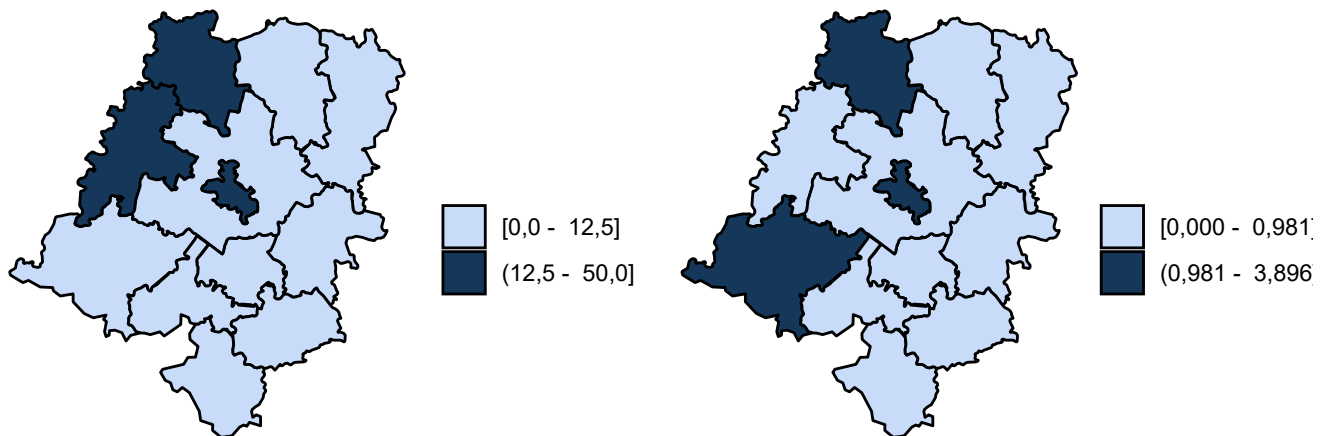 [0,0 - 12,5]
(12,5 - 50,0]
[0,000 - 0,981]
(0,981 - 3,896]